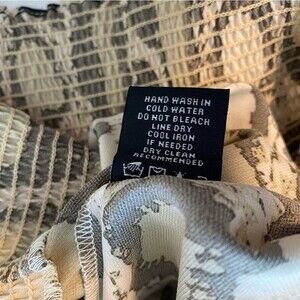 HAND WASH IN
COLD WATER
DO NOT BLEACH
LINE DRY
COOL IRON
IF NEEDED
DRY CLEAN
RECOMMENDED